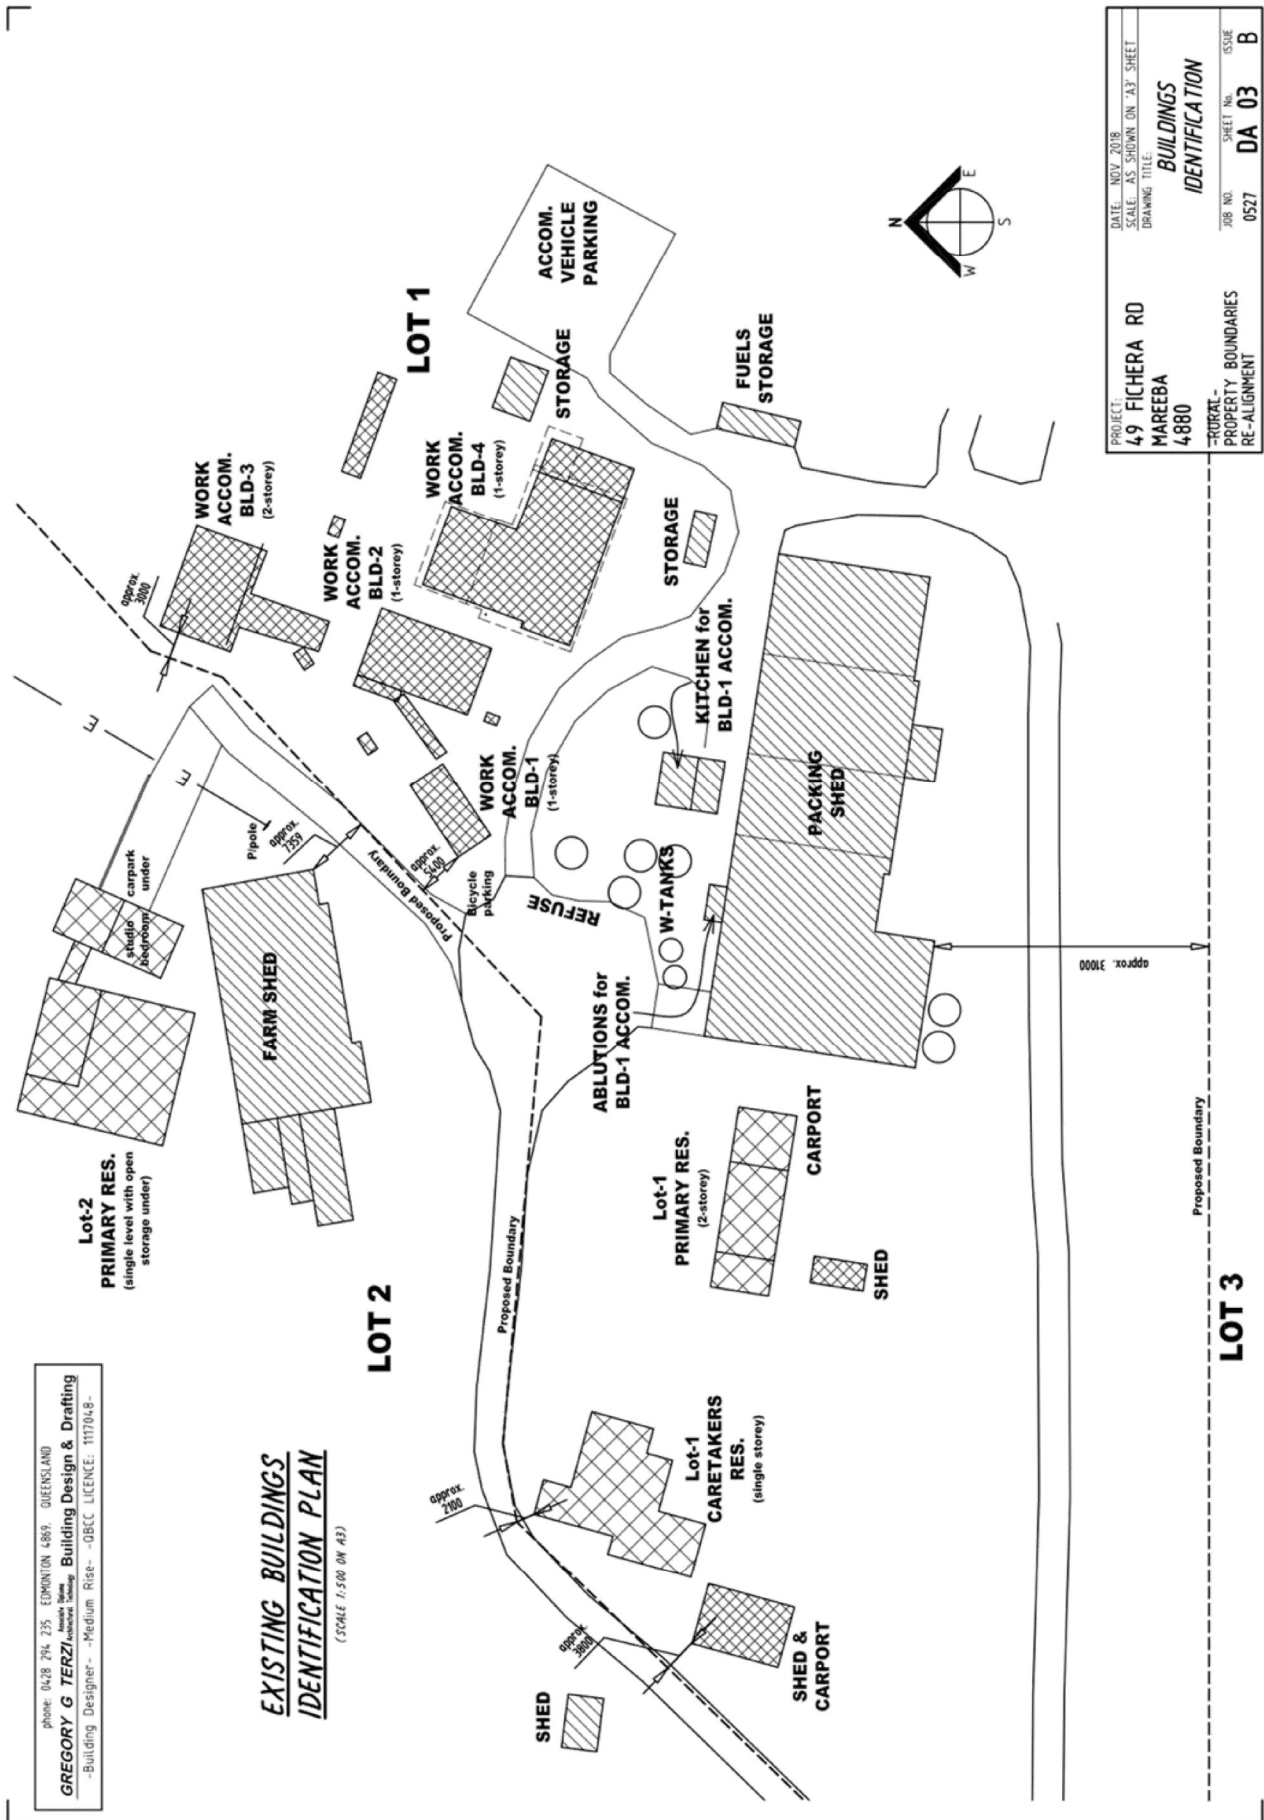 phone: 0428 294 235 EDMONTON 4869. QUEENSLAND
GREGORY G TERZI Associate Diploma Architectural Technology Building Design & Drafting
-Building Designer- -Medium Rise- -QBCC LICENCE: 1117048-
EXISTING BUILDINGS
IDENTIFICATION PLAN
(SCALE 1:500 ON A3)
Lot-2
PRIMARY RES.
(single level with open
storage under)
studio
bedroom
carpark
under
E
E
P/pole
FARM SHED
approx.
7359
approx.
3000
WORK
ACCOM.
BLD-3
(2-storey)
WORK
ACCOM.
BLD-2
(1-storey)
WORK
ACCOM.
BLD-4
(1-storey)
LOT 1
STORAGE
ACCOM.
VEHICLE
PARKING
FUELS
STORAGE
STORAGE
WORK
ACCOM.
BLD-1
(1-storey)
Proposed Boundary
approx.
5400
Bicycle
parking
REFUSE
W-TANKS
KITCHEN for
BLD-1 ACCOM.
PACKING
SHED
ABLUTIONS for
BLD-1 ACCOM.
approx. 31000
LOT 2
Proposed Boundary
Lot-1
PRIMARY RES.
(2-storey)
CARPORT
SHED
approx.
2100
Lot-1
CARETAKERS
RES.
(single storey)
approx.
3800
SHED
SHED &
CARPORT
Proposed Boundary
LOT 3
N
W
E
S
PROJECT:
49 FICHERA RD
MAREEBA
4880
-RURAL-
PROPERTY BOUNDARIES
RE-ALIGNMENT
DATE: NOV 2018
SCALE: AS SHOWN ON 'A3' SHEET
DRAWING TITLE:
BUILDINGS
IDENTIFICATION
JOB NO. SHEET No. ISSUE
0527 DA 03 B